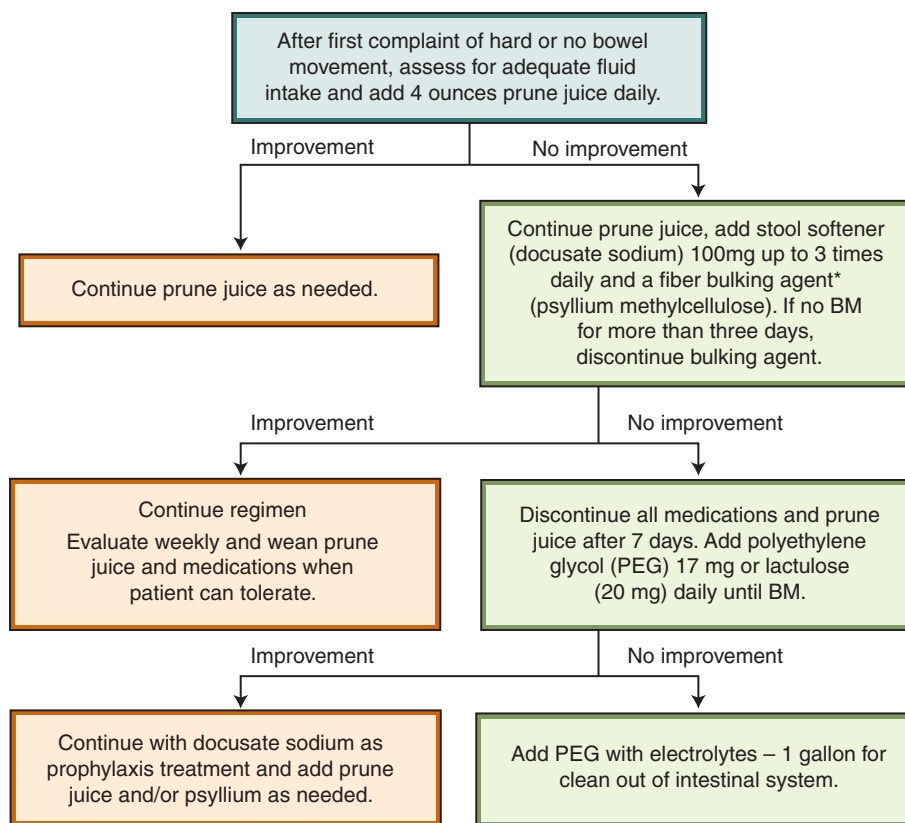 After first complaint of hard or no bowel
movement, assess for adequate fluid
intake and add 4 ounces prune juice daily.
Improvement
No improvement
Continue prune juice as needed.
Continue prune juice, add stool softener
(docusate sodium) 100mg up to 3 times
daily and a fiber bulking agent*
(psyllium methylcellulose). If no BM
for more than three days,
discontinue bulking agent.
Improvement
No improvement
Continue regimen
Evaluate weekly and wean prune
juice and medications when
patient can tolerate.
Discontinue all medications and prune
juice after 7 days. Add polyethylene
glycol (PEG) 17 mg or lactulose
(20 mg) daily until BM.
Improvement
No improvement
Continue with docusate sodium as
prophylaxis treatment and add prune
juice and/or psyllium as needed.
Add PEG with electrolytes – 1 gallon for
clean out of intestinal system.